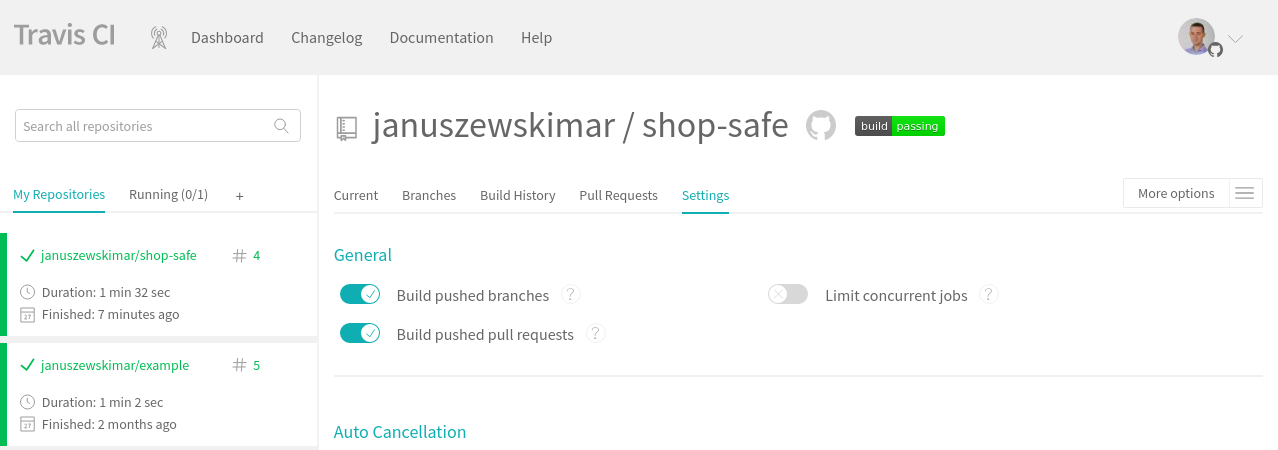 Travis CI
Dashboard Changelog Documentation Help
Search all repositories
My Repositories Running (0/1) +
januszewskimar/shop-safe # 4
Duration: 1 min 32 sec
Finished: 7 minutes ago
januszewskimar/example # 5
Duration: 1 min 2 sec
Finished: 2 months ago
januszewskimar / shop-safe build passing
Current Branches Build History Pull Requests Settings More options
General
Build pushed branches ? Limit concurrent jobs ?
Build pushed pull requests ?
Auto Cancellation